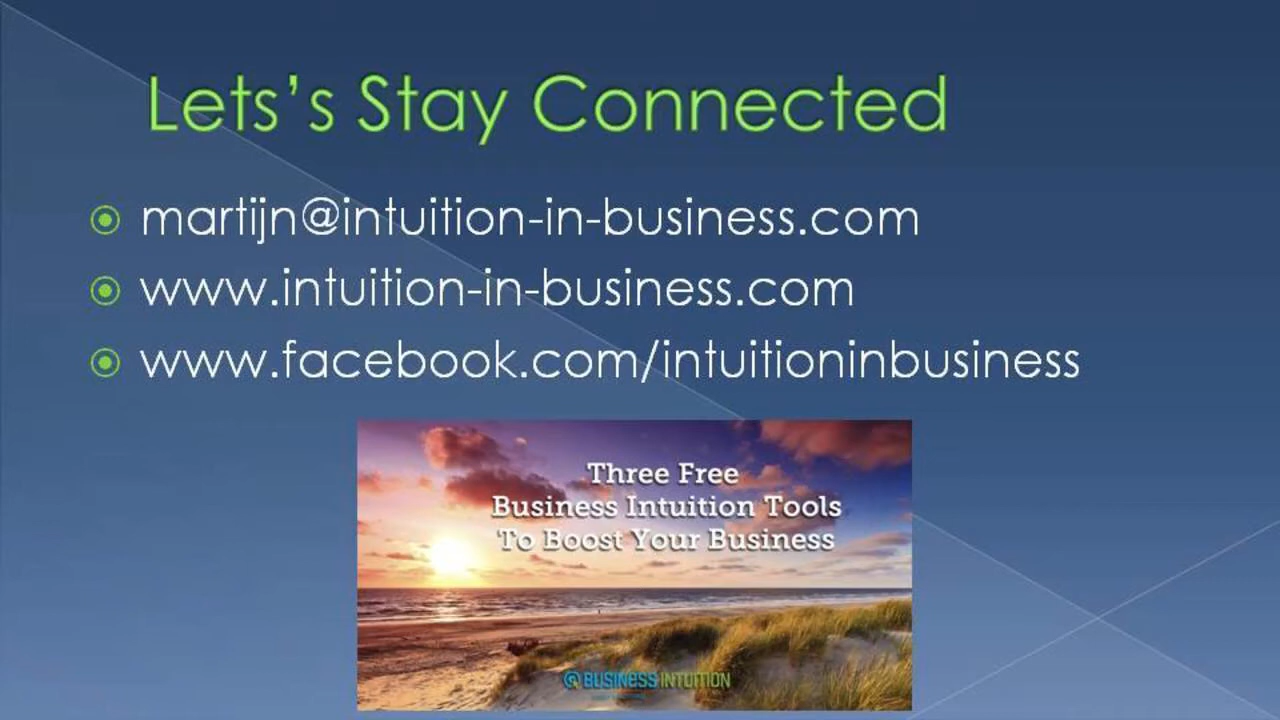 Lets's Stay Connected
martijn@intuition-in-business.com
www.intuition-in-business.com
www.facebook.com/intuitioninbusiness
Three Free
Business Intuition Tools
To Boost Your Business
@ BUSINESS INTUITION